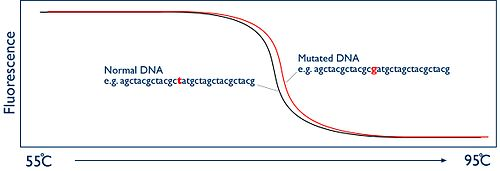 Fluorescence
Normal DNA
e.g. agctacgctacgctatgctagctacgctacg
Mutated DNA
e.g. agctacgctacgcgatgctagctacgctacg
55°C
95°C